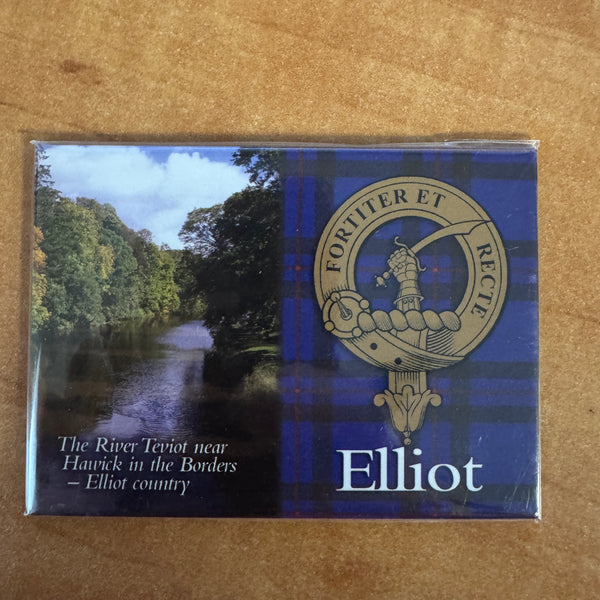 The River Teviot near
Hawick in the Borders
– Elliot country
FORTITER ET RECTE
Elliot